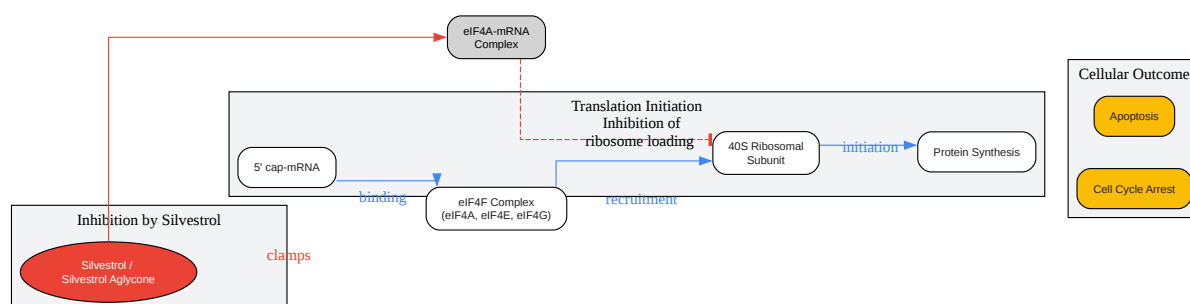 eIF4A-mRNA
Complex
Translation Initiation
Inhibition of
ribosome loading
5' cap-mRNA
binding
eIF4F Complex
(eIF4A, eIF4E, eIF4G)
recruitment
40S Ribosomal
Subunit
initiation
Protein Synthesis
Cellular Outcome
Apoptosis
Cell Cycle Arrest
Inhibition by Silvestrol
Silvestrol /
Silvestrol Aglycone
clamps